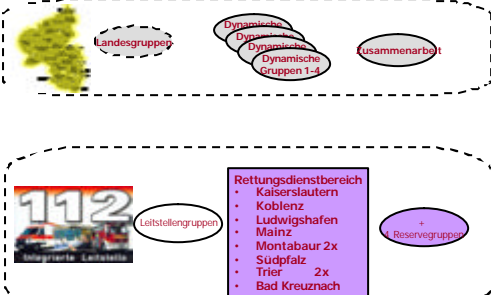 Landesgruppen
Dynamische
Dynamische
Dynamische
Dynamische
Gruppen 1-4
Zusammenarbeit
112
Integrierte Leitstelle
Leitstellengruppen
Rettungsdienstbereich
• Kaiserslautern
• Koblenz
• Ludwigshafen
• Mainz
• Montabaur 2x
• Südpfalz
• Trier 2x
• Bad Kreuznach
+
4 Reservegruppen